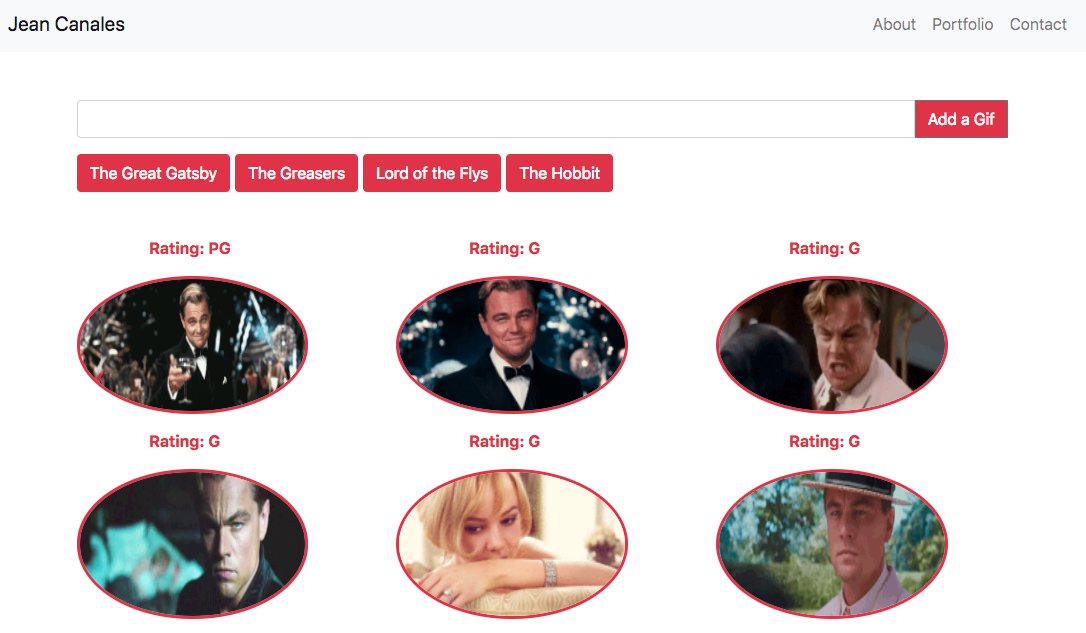 Jean Canales About Portfolio Contact
Add a Gif
The Great Gatsby The Greasers Lord of the Flys The Hobbit
Rating: PG Rating: G Rating: G
Rating: G Rating: G Rating: G